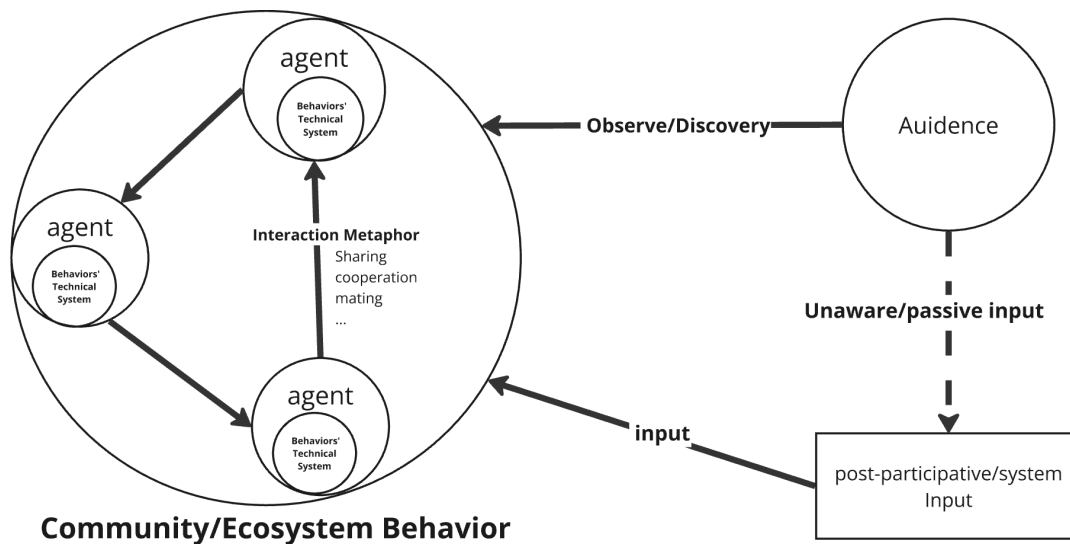 agent
Behaviors'
Technical
System
Observe/Discovery
Auidence
agent
Behaviors'
Technical
System
Interaction Metaphor
Sharing
cooperation
mating
...
Unaware/passive input
agent
Behaviors'
Technical
System
input
post-participative/system
Input
Community/Ecosystem Behavior